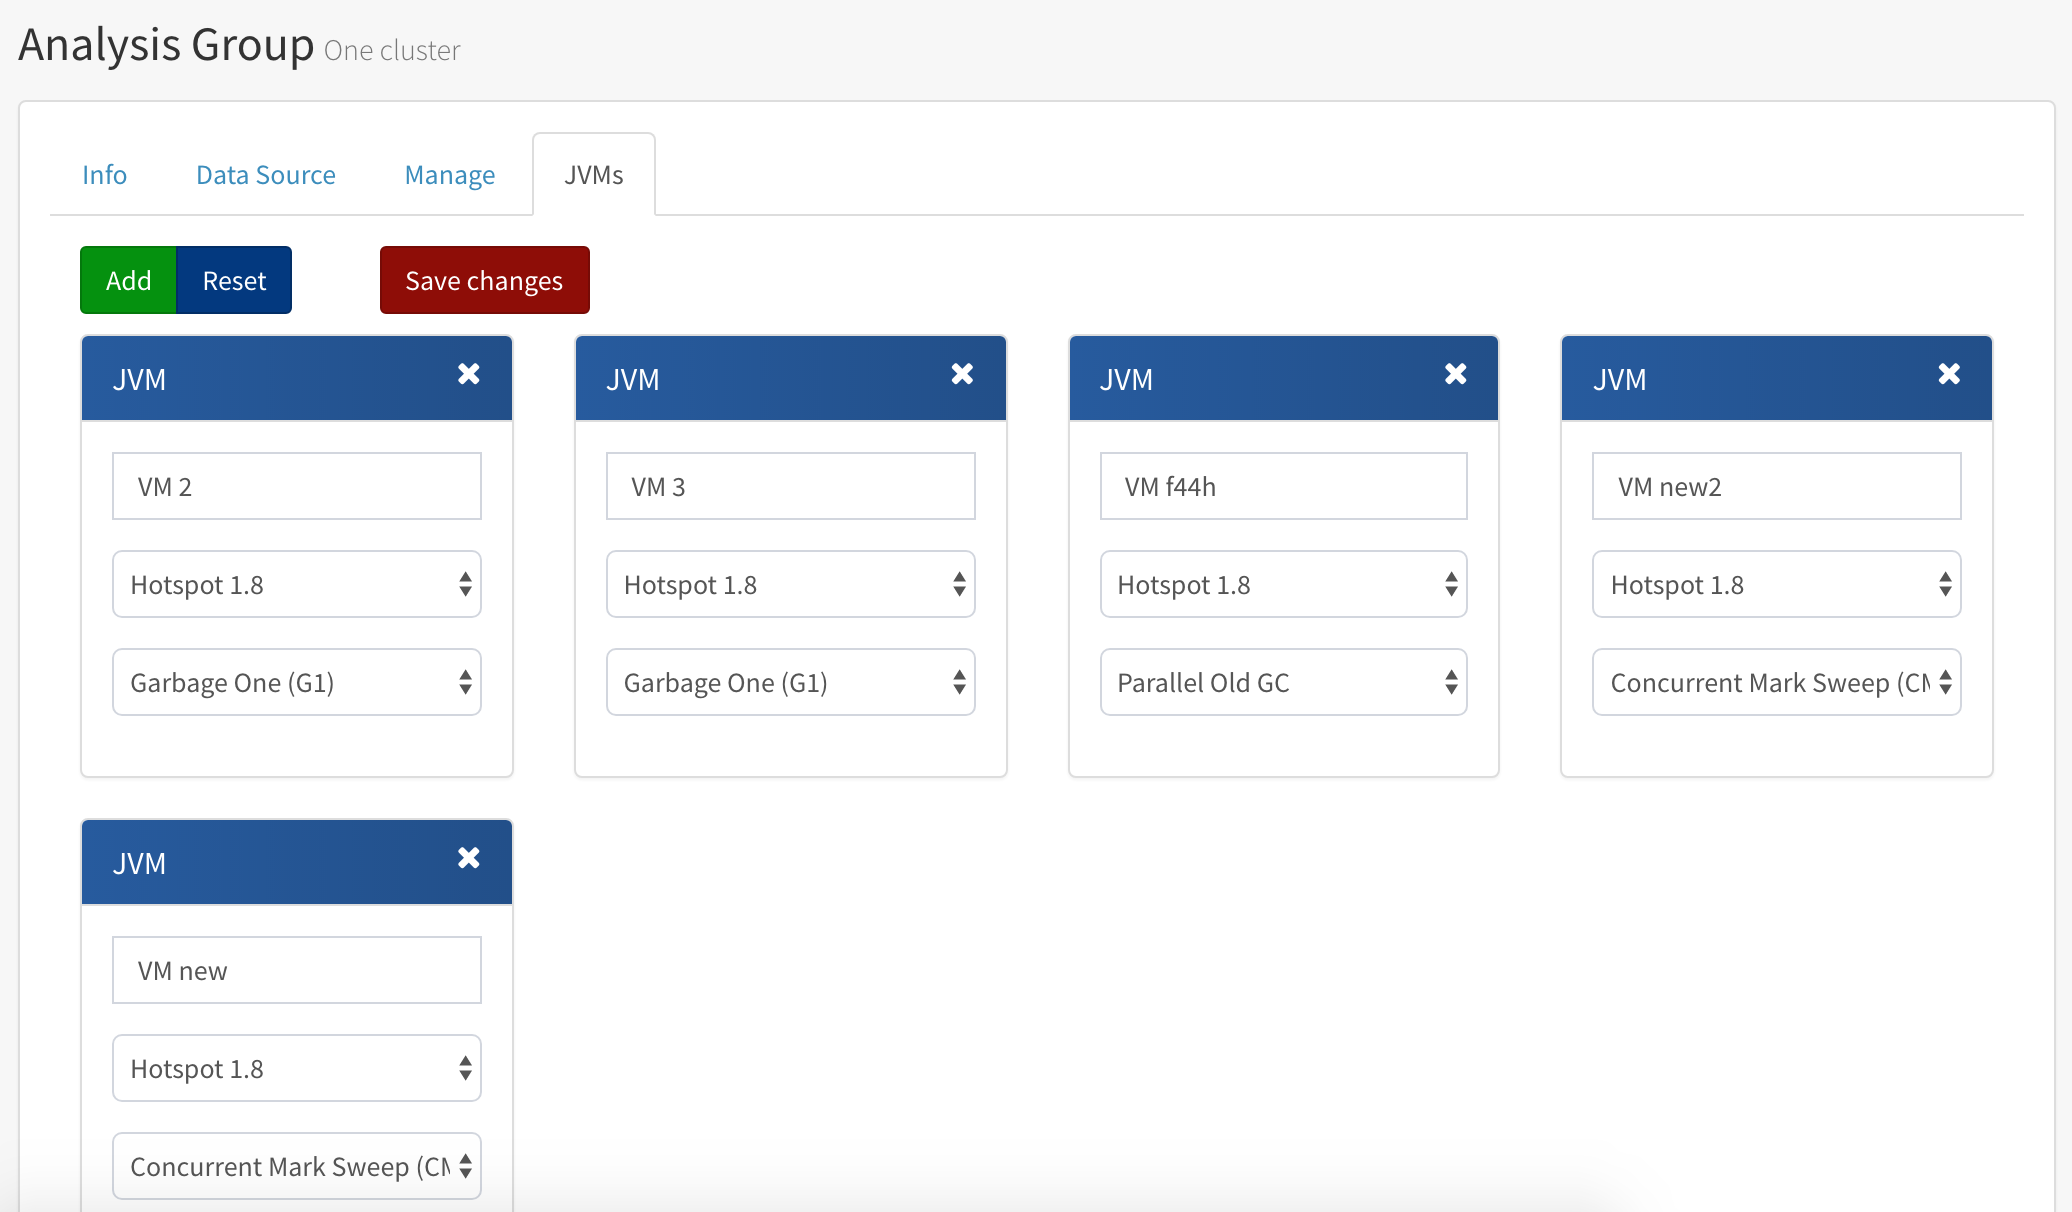 Analysis Group One cluster
Info Data Source Manage JVMs
Add Reset Save changes
JVM JVM JVM JVM
VM 2 VM 3 VM f44h VM new2
Hotspot 1.8 Hotspot 1.8 Hotspot 1.8 Hotspot 1.8
Garbage One (G1) Garbage One (G1) Parallel Old GC Concurrent Mark Sweep (CM
JVM
VM new
Hotspot 1.8
Concurrent Mark Sweep (CM